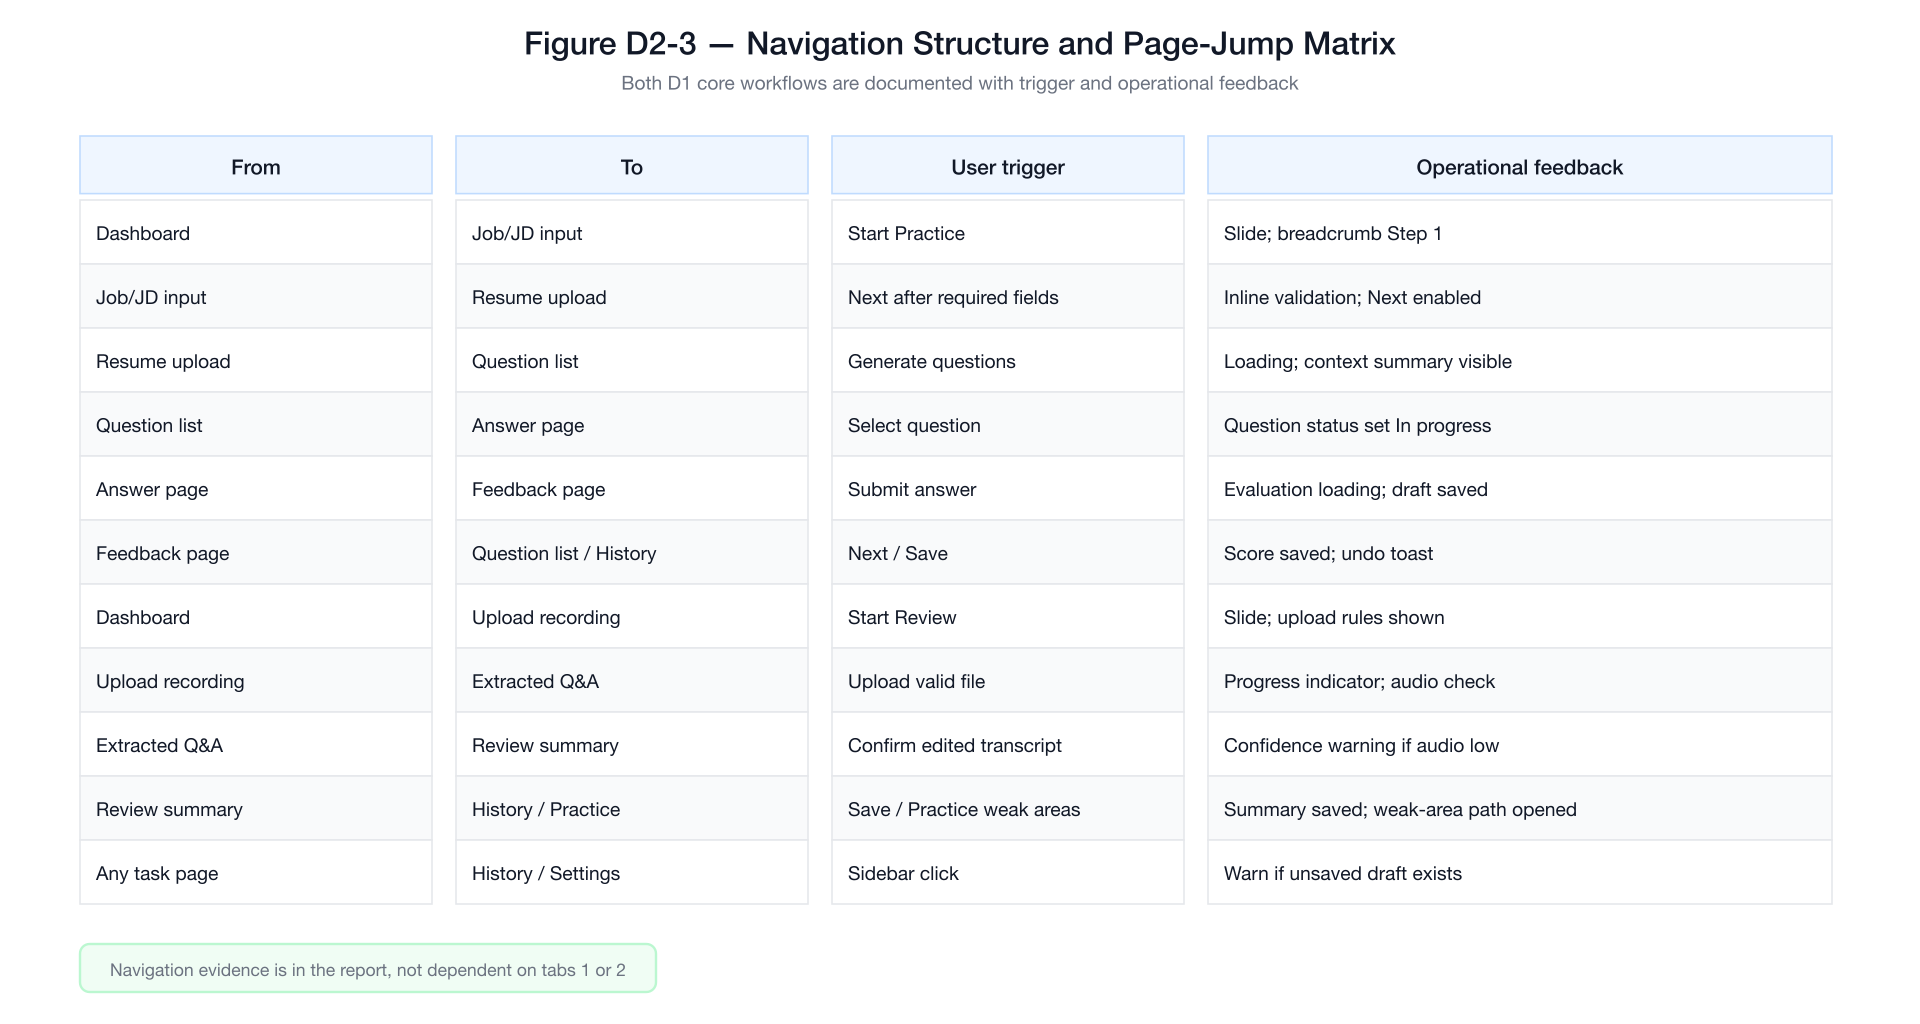 Figure D2-3 — Navigation Structure and Page-Jump Matrix
Both D1 core workflows are documented with trigger and operational feedback
From To User trigger Operational feedback
Dashboard Job/JD input Start Practice Slide; breadcrumb Step 1
Job/JD input Resume upload Next after required fields Inline validation; Next enabled
Resume upload Question list Generate questions Loading; context summary visible
Question list Answer page Select question Question status set In progress
Answer page Feedback page Submit answer Evaluation loading; draft saved
Feedback page Question list / History Next / Save Score saved; undo toast
Dashboard Upload recording Start Review Slide; upload rules shown
Upload recording Extracted Q&A Upload valid file Progress indicator; audio check
Extracted Q&A Review summary Confirm edited transcript Confidence warning if audio low
Review summary History / Practice Save / Practice weak areas Summary saved; weak-area path opened
Any task page History / Settings Sidebar click Warn if unsaved draft exists
Navigation evidence is in the report, not dependent on tabs 1 or 2